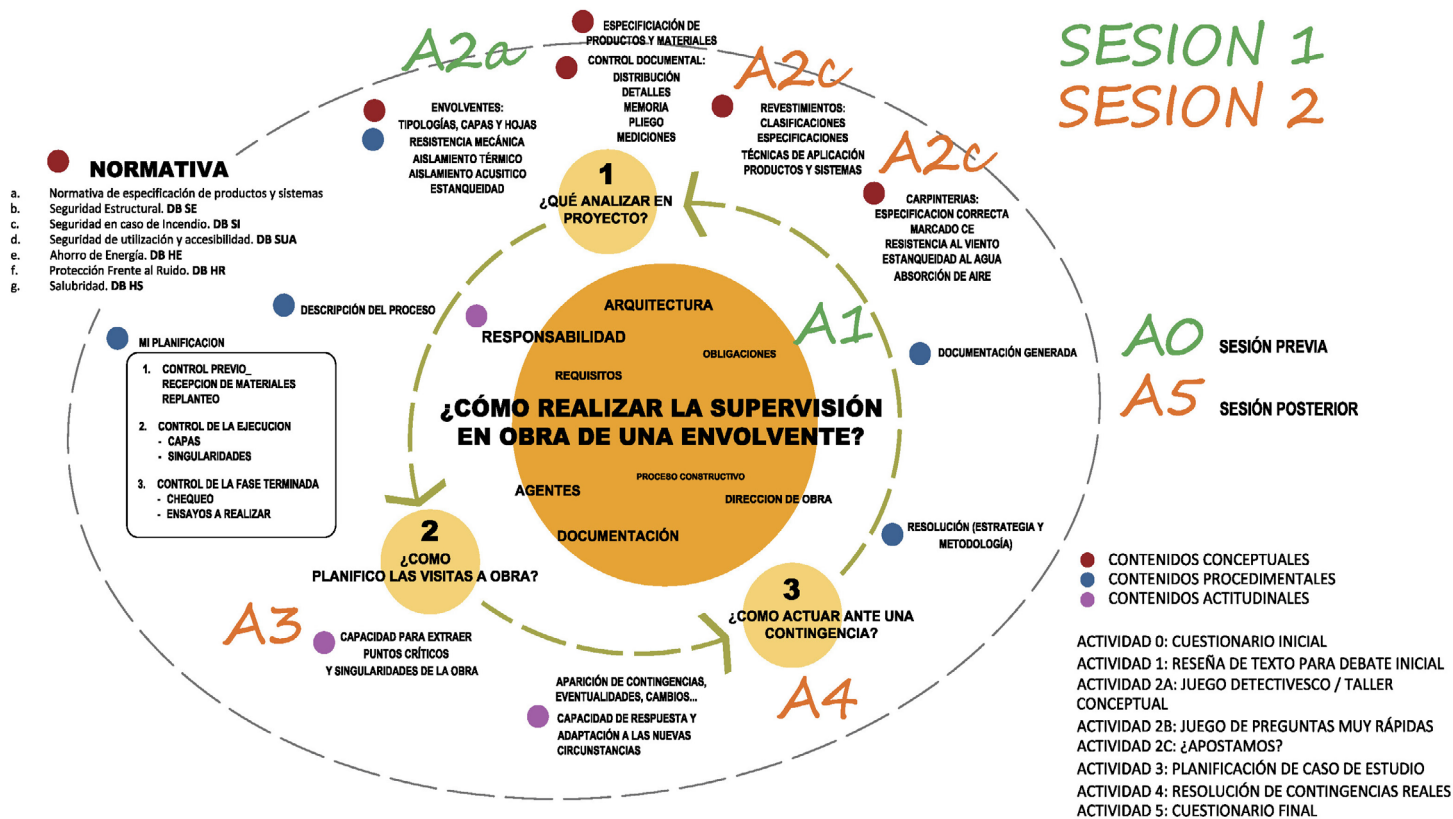 SESION 1
SESION 2
A2a
ESPECIFICIACIÓN DE
PRODUCTOS Y MATERIALES
CONTROL DOCUMENTAL:
DISTRIBUCIÓN
DETALLES
MEMORIA
PLIEGO
MEDICIONES
A2c
ENVOLVENTES:
TIPOLOGÍAS, CAPAS Y HOJAS
RESISTENCIA MECÁNICA
AISLAMIENTO TÉRMICO
AISLAMIENTO ACUSITICO
ESTANQUEIDAD
REVESTIMIENTOS:
CLASIFICACIONES
ESPECIFICACIONES
TÉCNICAS DE APLICACIÓN
PRODUCTOS Y SISTEMAS
A2c
CARPINTERIAS:
ESPECIFICACION CORRECTA
MARCADO CE
RESISTENCIA AL VIENTO
ESTANQUEIDAD AL AGUA
ABSORCIÓN DE AIRE
NORMATIVA
a. Normativa de especificación de productos y sistemas
b. Seguridad Estructural. DB SE
c. Seguridad en caso de Incendio. DB SI
d. Seguridad de utilización y accesibilidad. DB SUA
e. Ahorro de Energía. DB HE
f. Protección Frente al Ruido. DB HR
g. Salubridad. DB HS
1
¿QUÉ ANALIZAR EN
PROYECTO?
DESCRIPCIÓN DEL PROCESO
MI PLANIFICACION
1. CONTROL PREVIO_
RECEPCION DE MATERIALES
REPLANTEO
2. CONTROL DE LA EJECUCION
- CAPAS
- SINGULARIDADES
3. CONTROL DE LA FASE TERMINADA
- CHEQUEO
- ENSAYOS A REALIZAR
ARQUITECTURA
RESPONSABILIDAD
A1
OBLIGACIONES
REQUISITOS
¿CÓMO REALIZAR LA SUPERVISIÓN
EN OBRA DE UNA ENVOLVENTE?
PROCESO CONSTRUCTIVO
AGENTES
DIRECCION DE OBRA
DOCUMENTACIÓN
DOCUMENTACIÓN GENERADA
A0 SESIÓN PREVIA
A5 SESIÓN POSTERIOR
RESOLUCIÓN (ESTRATEGIA Y
METODOLOGÍA)
2
¿COMO
PLANIFICO LAS VISITAS A OBRA?
A3
CAPACIDAD PARA EXTRAER
PUNTOS CRÍTICOS
Y SINGULARIDADES DE LA OBRA
3
¿COMO ACTUAR ANTE UNA
CONTINGENCIA?
A4
APARICIÓN DE CONTINGENCIAS,
EVENTUALIDADES, CAMBIOS...
CAPACIDAD DE RESPUESTA Y
ADAPTACIÓN A LAS NUEVAS
CIRCUNSTANCIAS
CONTENIDOS CONCEPTUALES
CONTENIDOS PROCEDIMENTALES
CONTENIDOS ACTITUDINALES
ACTIVIDAD 0: CUESTIONARIO INICIAL
ACTIVIDAD 1: RESEÑA DE TEXTO PARA DEBATE INICIAL
ACTIVIDAD 2A: JUEGO DETECTIVESCO / TALLER
CONCEPTUAL
ACTIVIDAD 2B: JUEGO DE PREGUNTAS MUY RÁPIDAS
ACTIVIDAD 2C: ¿APOSTAMOS?
ACTIVIDAD 3: PLANIFICACIÓN DE CASO DE ESTUDIO
ACTIVIDAD 4: RESOLUCIÓN DE CONTINGENCIAS REALES
ACTIVIDAD 5: CUESTIONARIO FINAL